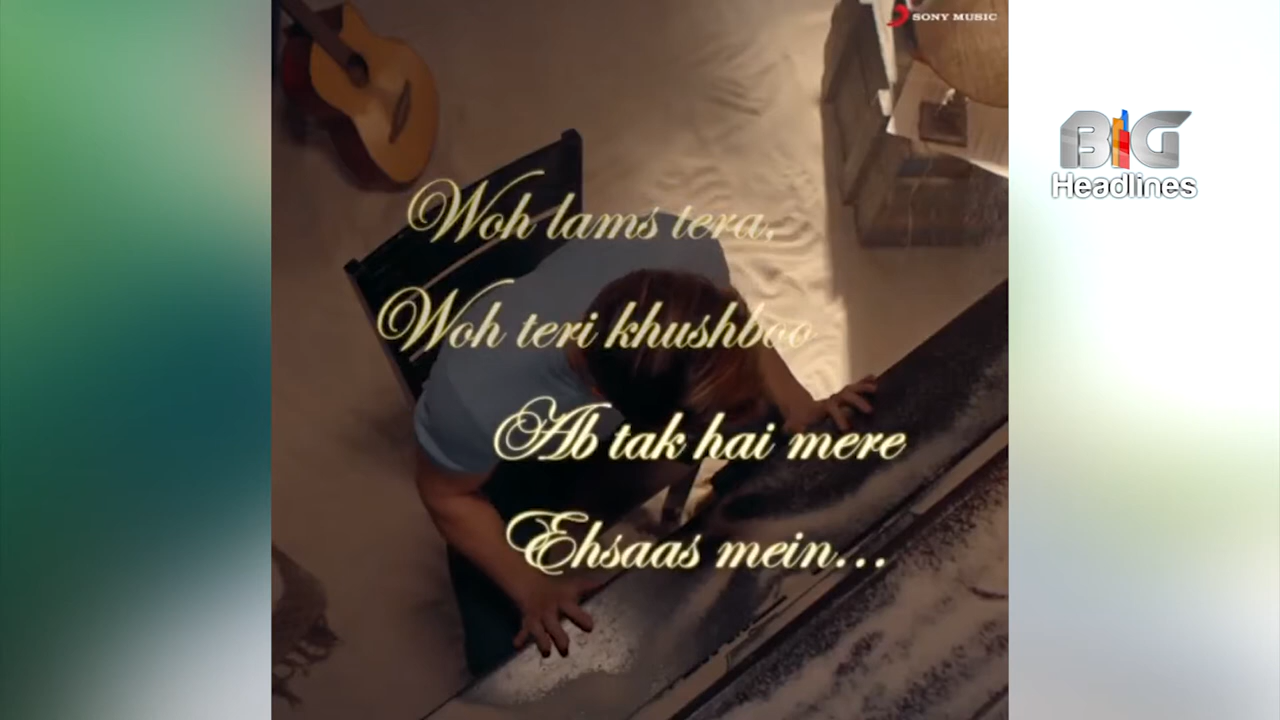 SONY MUSIC
BIG
Headlines
Woh lams tera,
Woh teri khushboo
Ab tak hai mere
Ehsaas mein...